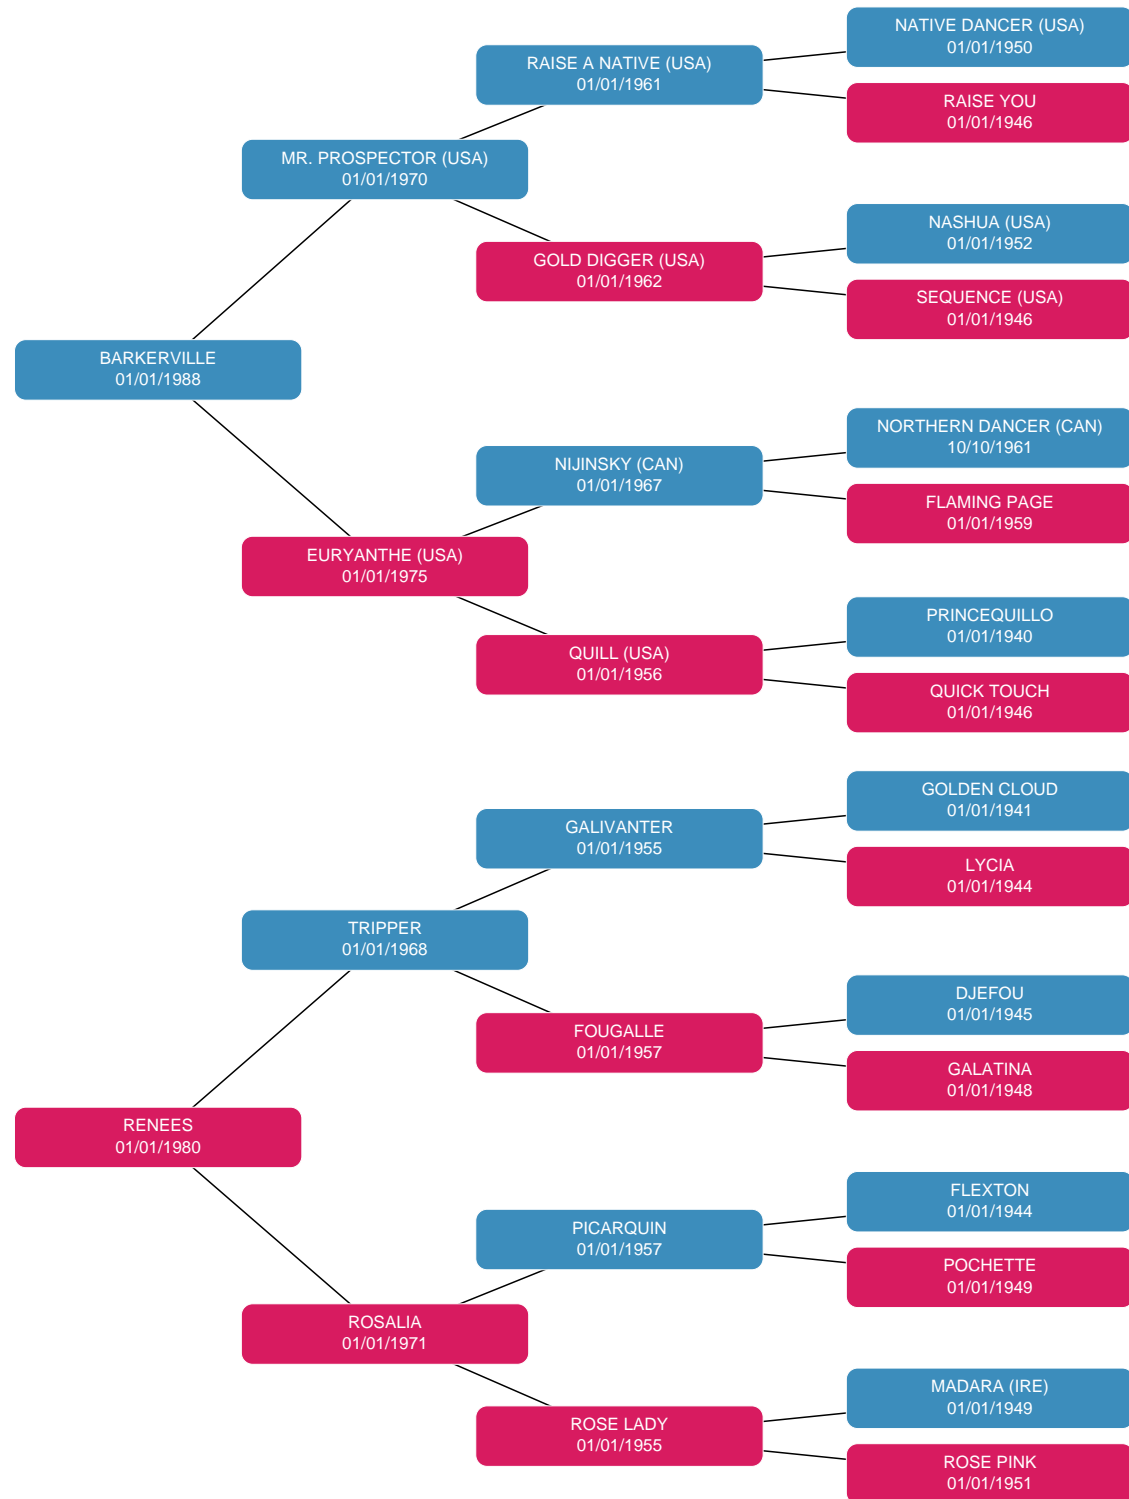 NATIVE DANCER (USA)
01/01/1950
RAISE A NATIVE (USA)
01/01/1961
RAISE YOU
01/01/1946
MR. PROSPECTOR (USA)
01/01/1970
NASHUA (USA)
01/01/1952
GOLD DIGGER (USA)
01/01/1962
SEQUENCE (USA)
01/01/1946
BARKERVILLE
01/01/1988
NORTHERN DANCER (CAN)
10/10/1961
NIJINSKY (CAN)
01/01/1967
FLAMING PAGE
01/01/1959
EURYANTHE (USA)
01/01/1975
PRINCEQUILLO
01/01/1940
QUILL (USA)
01/01/1956
QUICK TOUCH
01/01/1946
GOLDEN CLOUD
01/01/1941
GALIVANTER
01/01/1955
LYCIA
01/01/1944
TRIPPER
01/01/1968
DJEFOU
01/01/1945
FOUGALLE
01/01/1957
GALATINA
01/01/1948
RENEES
01/01/1980
FLEXTON
01/01/1944
PICARQUIN
01/01/1957
POCHETTE
01/01/1949
ROSALIA
01/01/1971
MADARA (IRE)
01/01/1949
ROSE LADY
01/01/1955
ROSE PINK
01/01/1951